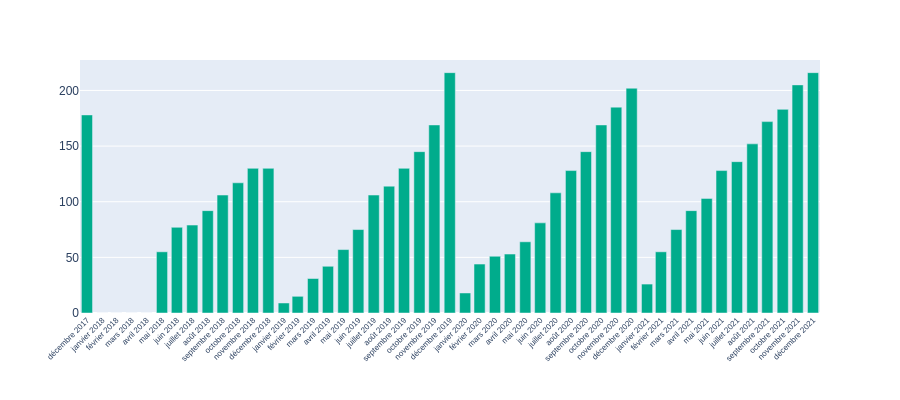 200
150
100
50
0
décembre 2017
janvier 2018
février 2018
mars 2018
avril 2018
mai 2018
juin 2018
juillet 2018
août 2018
septembre 2018
octobre 2018
novembre 2018
décembre 2018
janvier 2019
février 2019
mars 2019
avril 2019
mai 2019
juin 2019
juillet 2019
août 2019
septembre 2019
octobre 2019
novembre 2019
décembre 2019
janvier 2020
février 2020
mars 2020
avril 2020
mai 2020
juin 2020
juillet 2020
août 2020
septembre 2020
octobre 2020
novembre 2020
décembre 2020
janvier 2021
février 2021
mars 2021
avril 2021
mai 2021
juin 2021
juillet 2021
août 2021
septembre 2021
octobre 2021
novembre 2021
décembre 2021